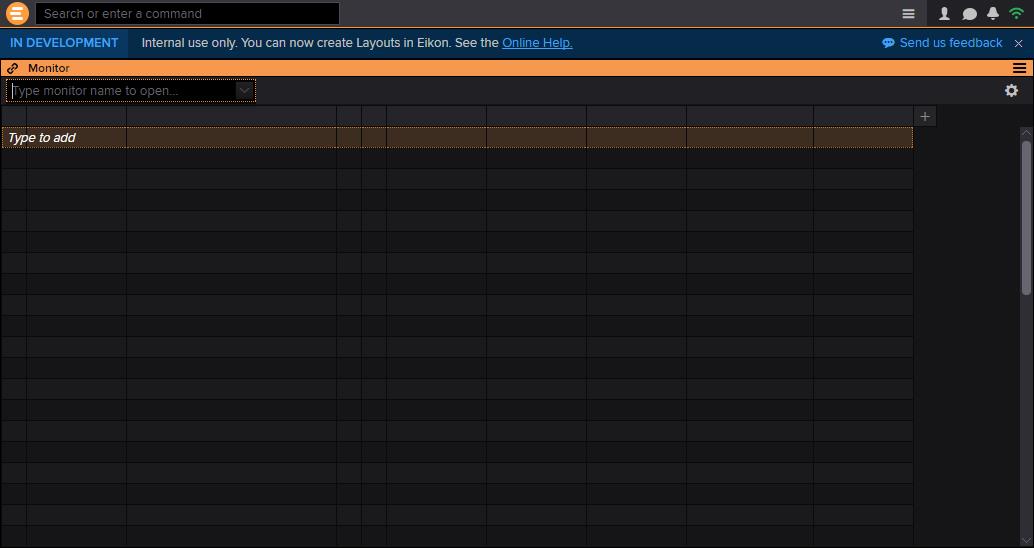 Search or enter a command
IN DEVELOPMENT Internal use only. You can now create Layouts in Eikon. See the Online Help. Send us feedback
Monitor
Type monitor name to open...
Type to add